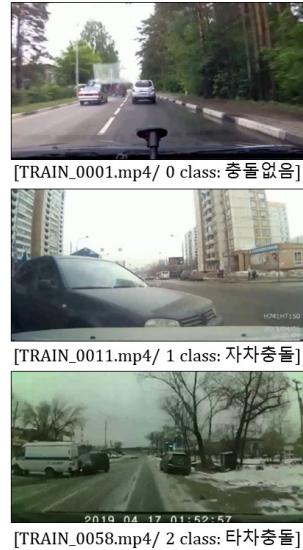 [TRAIN_0001.mp4/ 0 class: 충돌없음]
H741HT150
[TRAIN_0011.mp4/ 1 class: 자차충돌]
2019 04 17 01:52:57
[TRAIN_0058.mp4/ 2 class: 타차충돌]